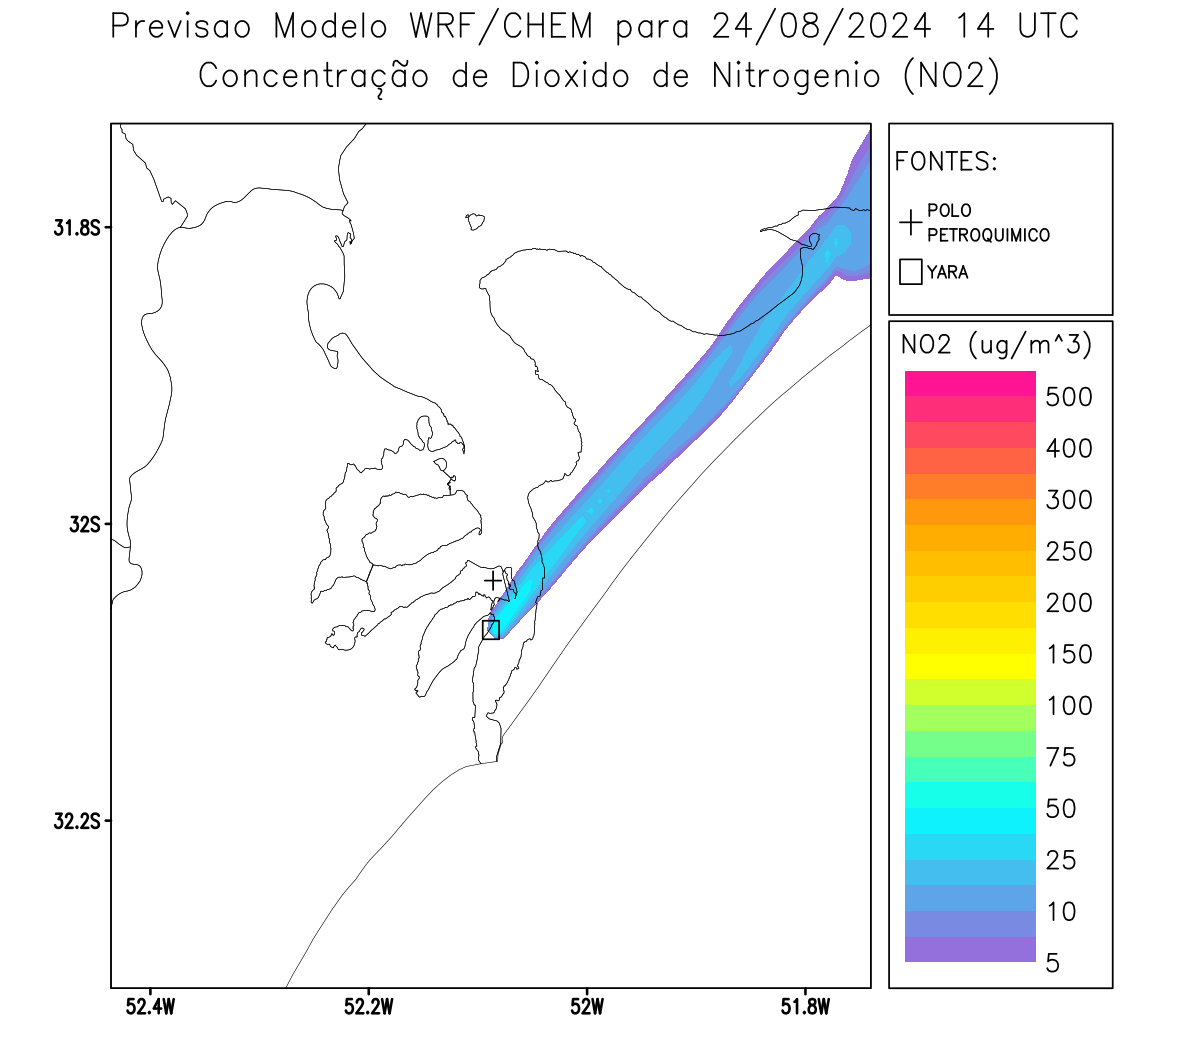 Previsao Modelo WRF/CHEM para 24/08/2024 14 UTC
Concentração de Dioxido de Nitrogenio (NO2)
FONTES:
POLO
PETROQUIMICO
YARA
31.8S
32S
32.2S
52.4W
52.2W
52W
51.8W
NO2 (ug/m^3)
500
400
300
250
200
150
100
75
50
25
10
5